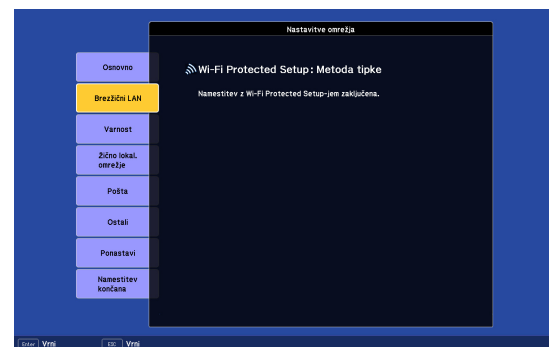 Nastavitve omrežja
Osnovno
Brezžični LAN
Varnost
Žično lokal.
omrežje
Pošta
Ostali
Ponastavi
Namestitev
končana
Wi-Fi Protected Setup: Metoda tipke
Namestitev z Wi-Fi Protected Setup-jem zaključena.
Enter Vrni
ESC Vrni